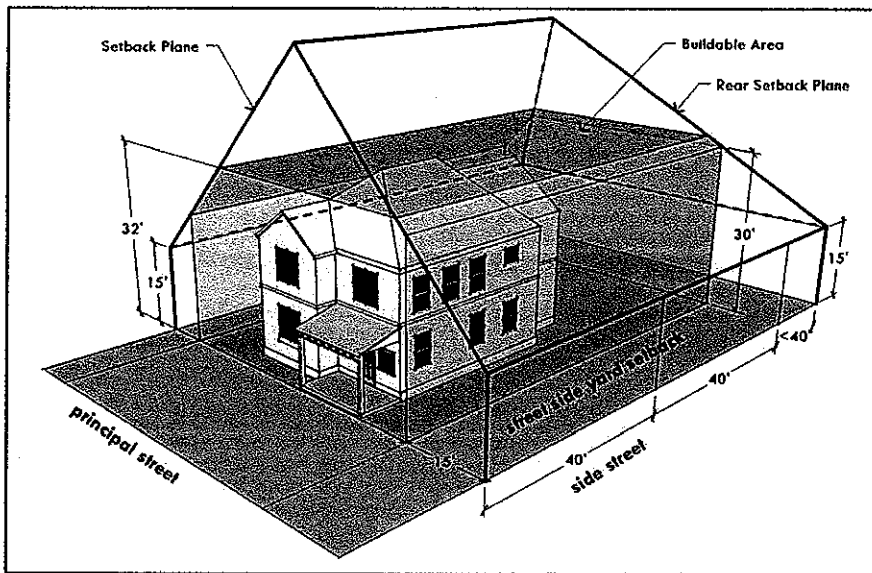 Setback Plane
Buildable Area
Rear Setback Plane
32'
15'
30'
15'
<40'
street side yard setback
40'
15'
40'
side street
principal street